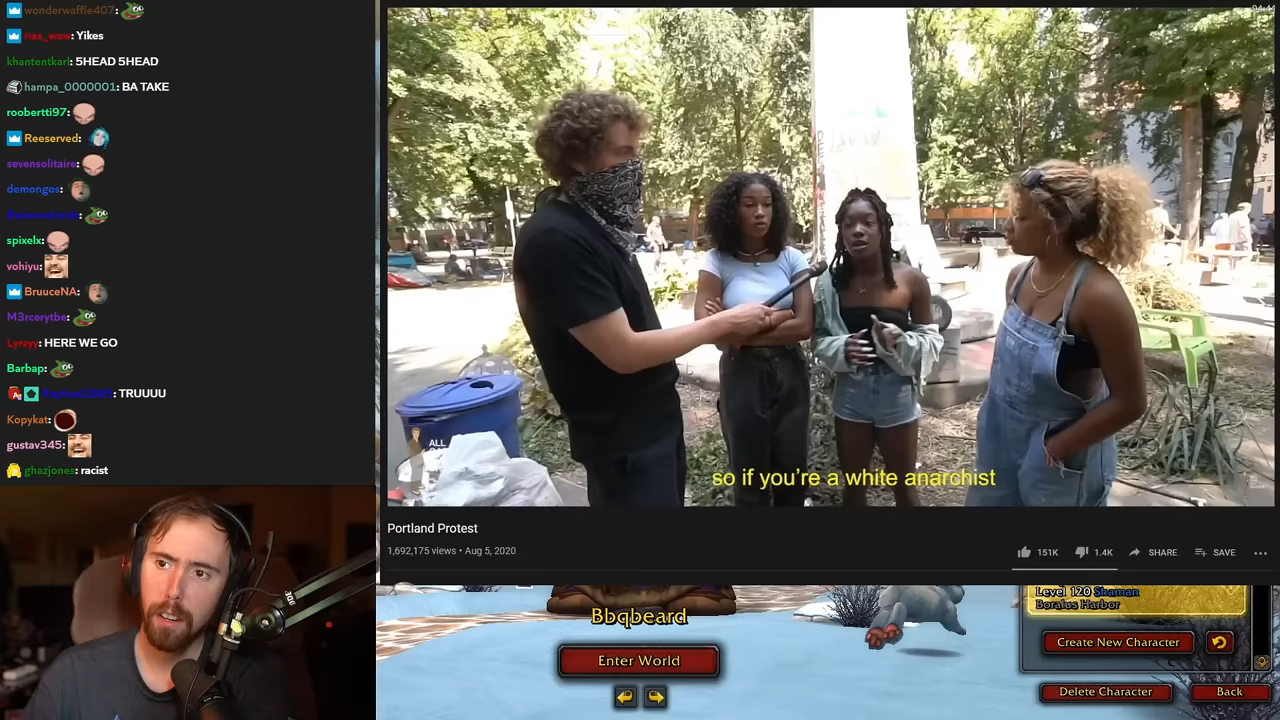 wonderwaffle407:
nas_wow: Yikes
khantentkarl: 5HEAD 5HEAD
hampa_0000001: BA TAKE
roobertti97:
Reeserved:
sevensolitaire:
demongos:
spixelx:
vohiyu:
BruuceNA:
M3rcerytbe:
Lyrzyy: HERE WE GO
Barbap:
: TRUUUU
Kopykat:
gustav345:
ghazjones: racist
ALL
so if you're a white anarchist
Portland Protest
1,692,175 views • Aug 5, 2020
151K 1.4K SHARE SAVE
Bbqbeard
Enter World
Level 120 Shaman
Boralus Harbor
Create New Character
Delete Character
Back